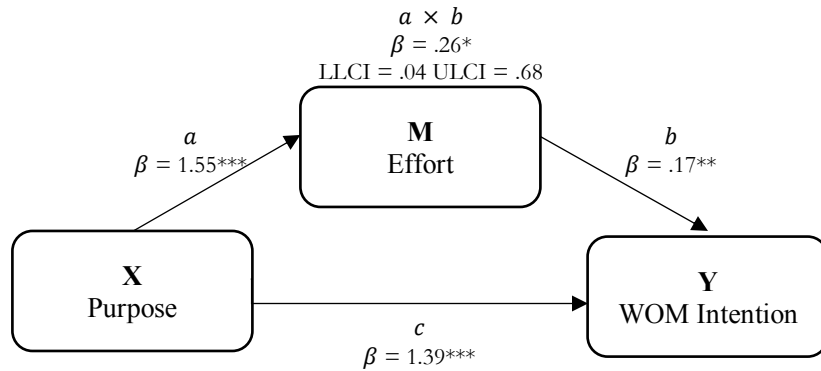 a × b
β = .26*
LLCI = .04 ULCI = .68
M
Effort
a
β = 1.55***
b
β = .17**
X
Purpose
Y
WOM Intention
c
β = 1.39***